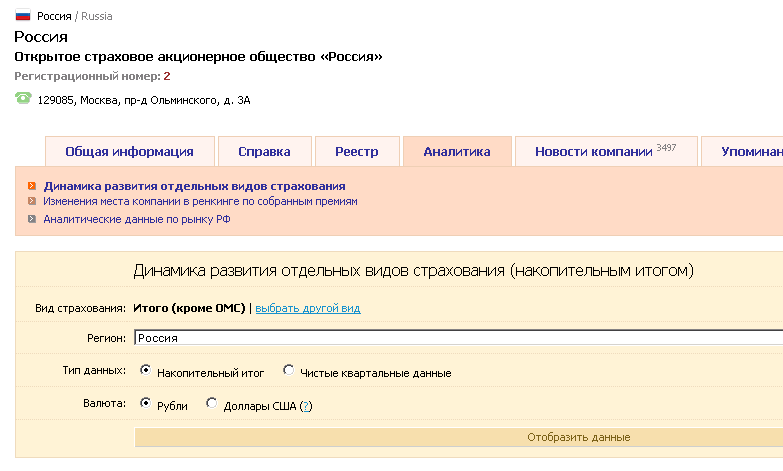 Россия / Russia
Россия
Открытое страховое акционерное общество «Россия»
Регистрационный номер: 2
129085, Москва, пр-д Ольминского, д. 3А
Общая информация Справка Реестр Аналитика Новости компании 3497 Упоминан
Динамика развития отдельных видов страхования
Изменения места компании в ренкинге по собранным премиям
Аналитические данные по рынку РФ
Динамика развития отдельных видов страхования (накопительным итогом)
Вид страхования: Итого (кроме ОМС) | выбрать другой вид
Регион: Россия
Тип данных: Накопительный итог Чистые квартальные данные
Валюта: Рубли Доллары США (?)
Отобразить данные